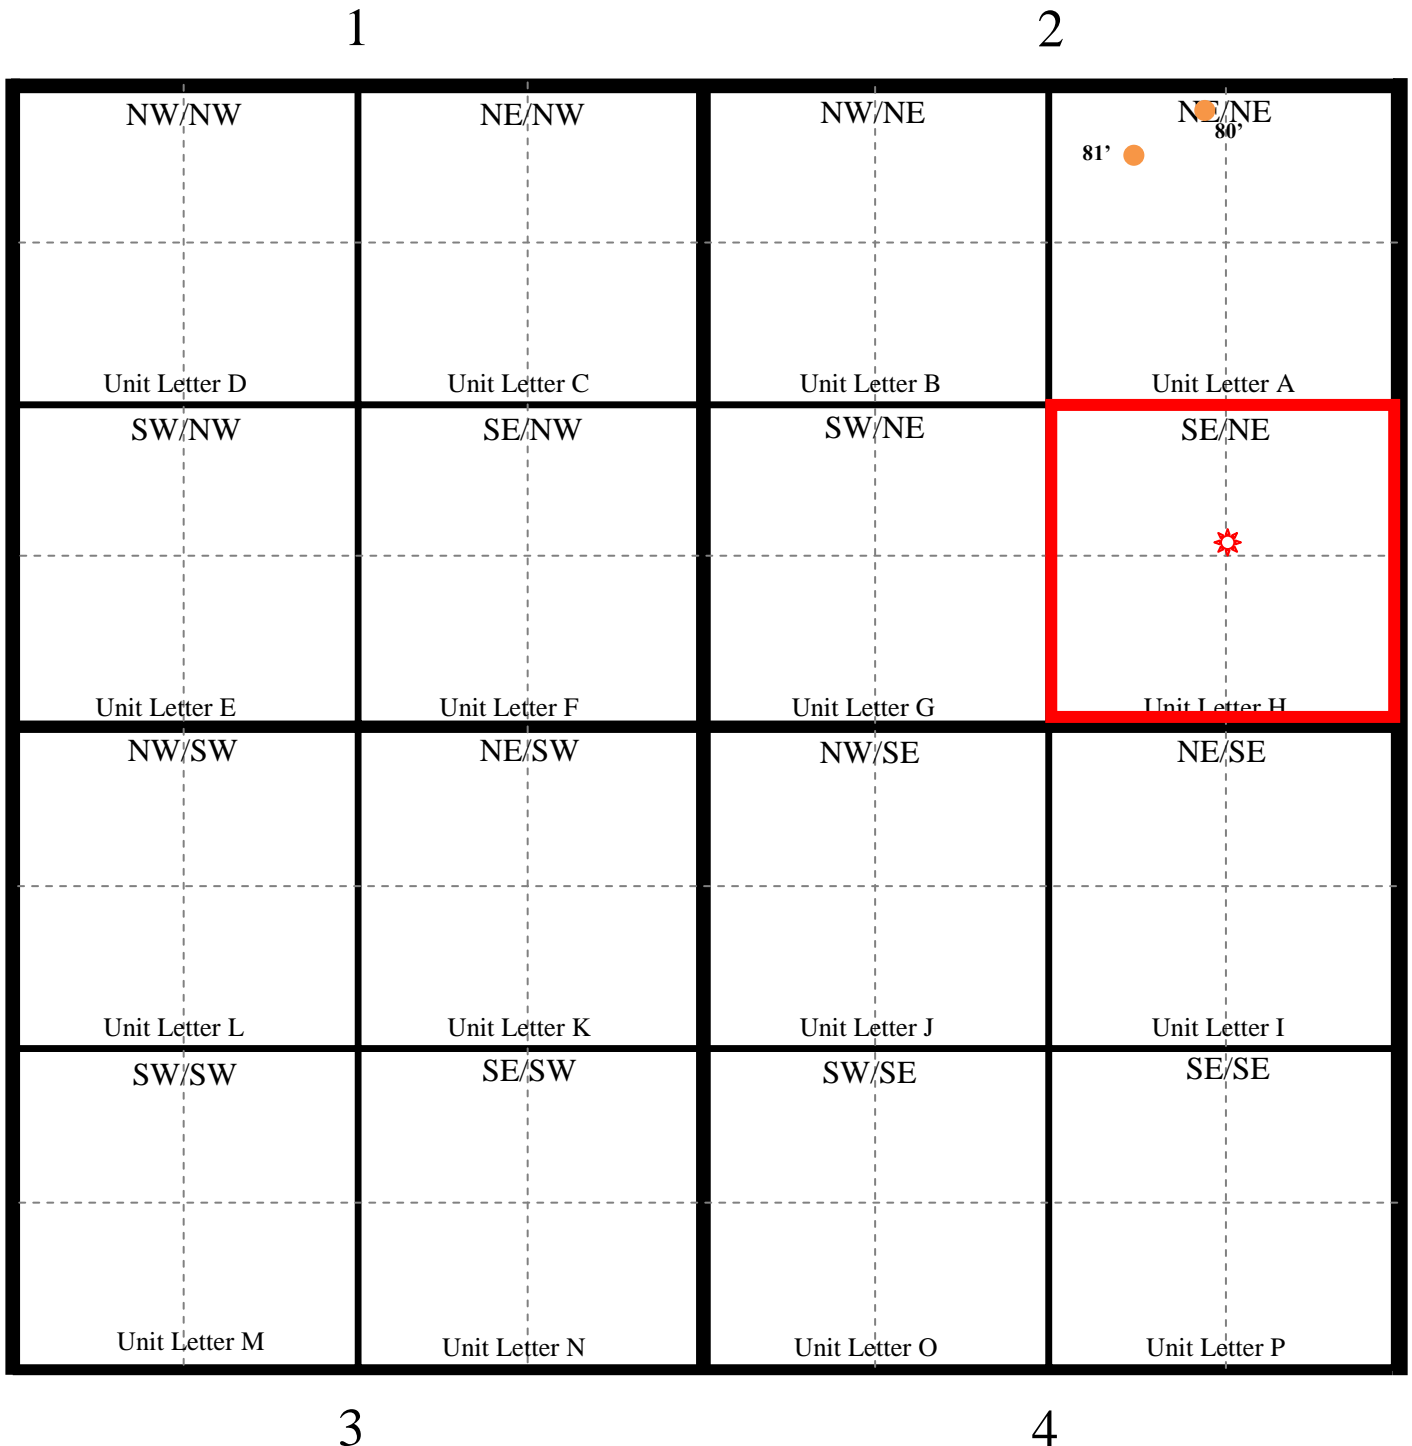 1
2
NW/NW
NE/NW
NW/NE
NE/NE
80’
81’
Unit Letter D
Unit Letter C
Unit Letter B
Unit Letter A
SW/NW
SE/NW
SW/NE
SE/NE
Unit Letter E
Unit Letter F
Unit Letter G
Unit Letter H
NW/SW
NE/SW
NW/SE
NE/SE
Unit Letter L
Unit Letter K
Unit Letter J
Unit Letter I
SW/SW
SE/SW
SW/SE
SE/SE
Unit Letter M
Unit Letter N
Unit Letter O
Unit Letter P
3
4